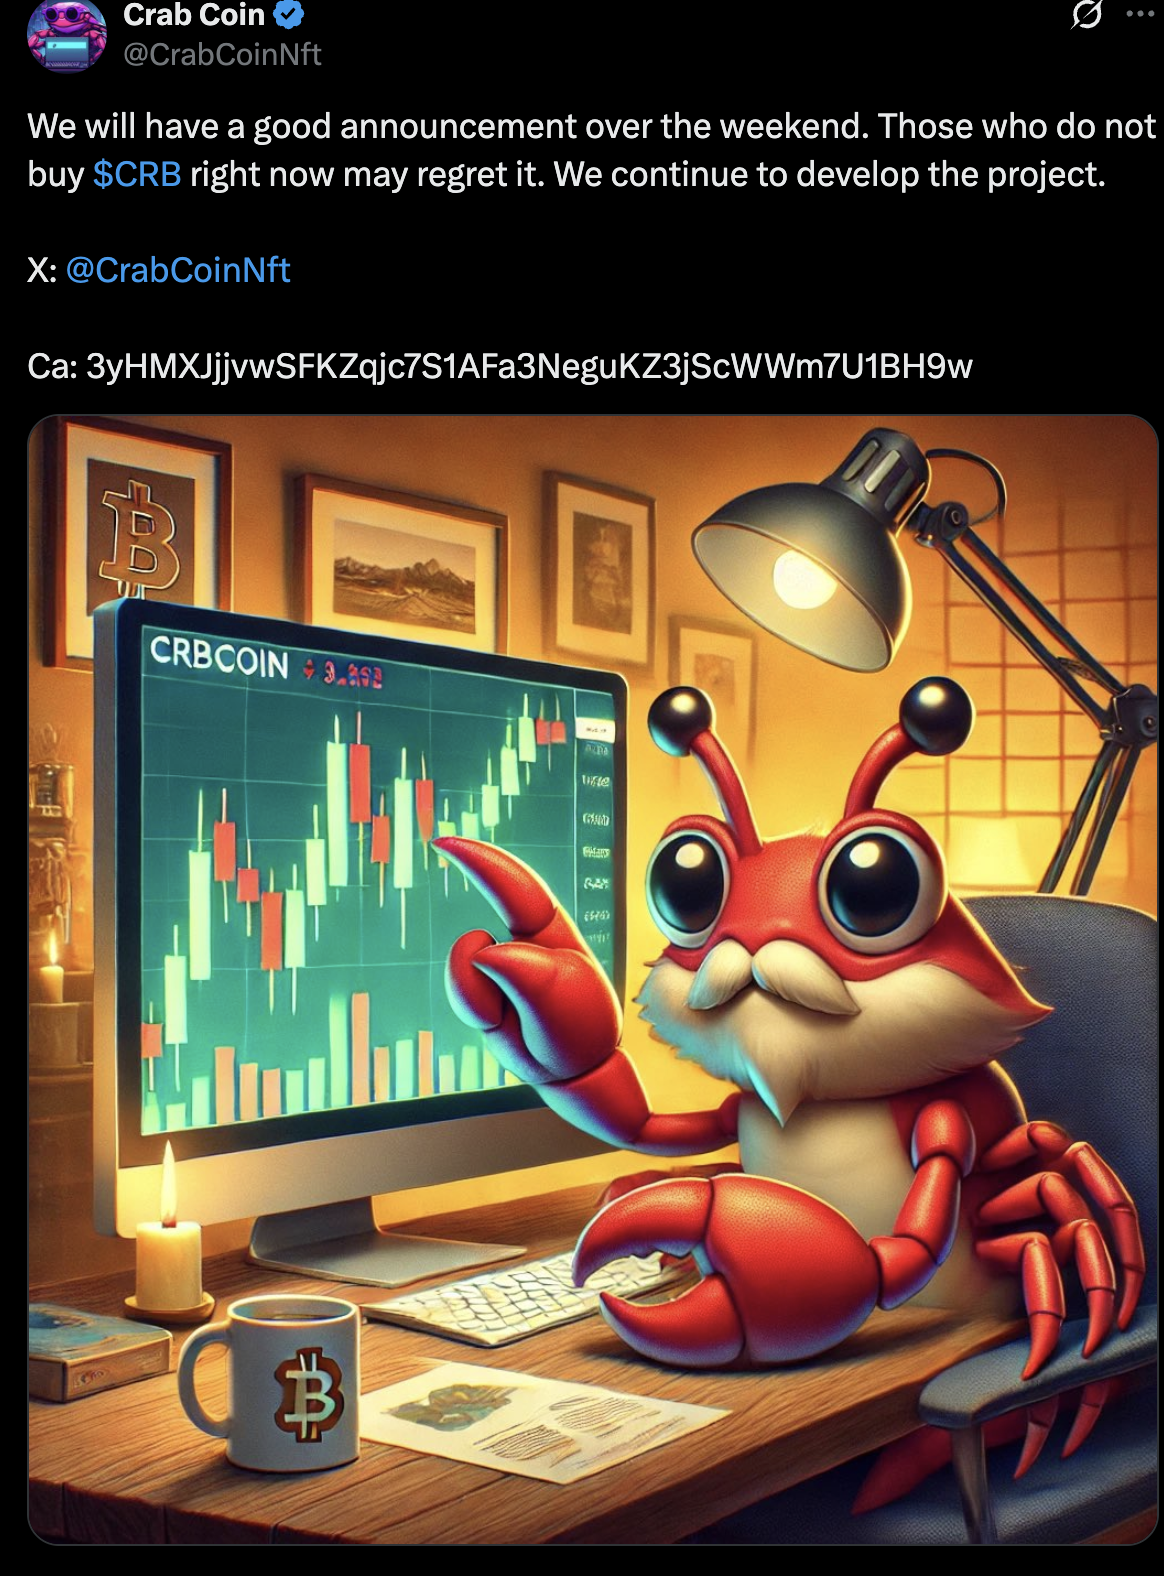 Crab Coin
@CrabCoinNft
We will have a good announcement over the weekend. Those who do not
buy $CRB right now may regret it. We continue to develop the project.
X: @CrabCoinNft
Ca: 3yHMXJjjvwSFKZqjc7S1AFa3NeguKZ3jScWWm7U1BH9w
CRBCOIN